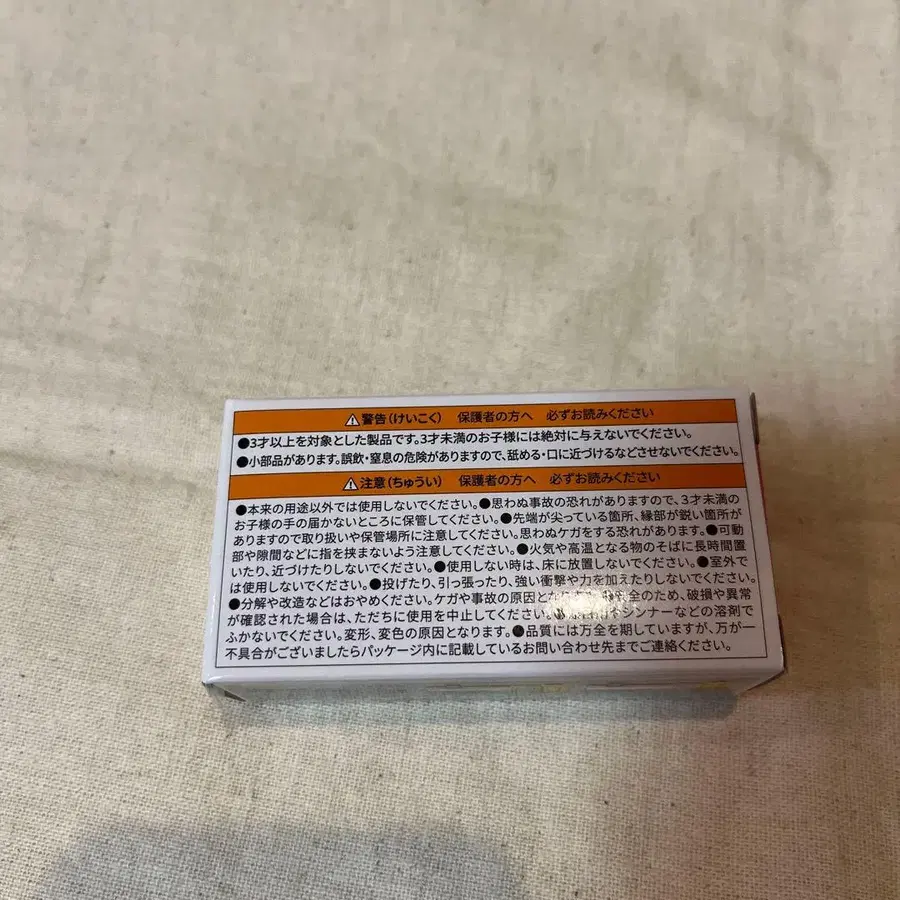 ⚠警告(けいこく) 保護者の方へ 必ずお読みください
●3才以上を対象とした製品です。3才未満のお子様には絶対に与えないでください。
●小部品があります。誤飲・窒息の危険がありますので、舐める・口に近づけるなどさせないでください。
⚠注意(ちゅうい) 保護者の方へ 必ずお読みください
●本来の用途以外では使用しないでください。●思わぬ事故の恐れがありますので、3才未満の
お子様の手の届かないところに保管してください。●先端が尖っている箇所、縁部が鋭い箇所が
ありますので取り扱いや保管場所に注意してください。思わぬケガをする恐れがあります。●可動
部や隙間などに指を挟まないよう注意してください。●火気や高温となる物のそばに長時間置
いたり、近づけたりしないでください。●使用しない時は、床に放置しないでください。●室外で
は使用しないでください。●投げたり、引っ張ったり、強い衝撃や力を加えたりしないでください。
●分解や改造などはおやめください。ケガや事故の原因となります。●安全のため、破損や異常
が確認された場合は、ただちに使用を中止してください。シンナーなどの溶剤で
ふかないでください。変形、変色の原因となります。●品質には万全を期していますが、万が一
不具合がございましたらパッケージ内に記載しているお問い合わせ先までご連絡ください。